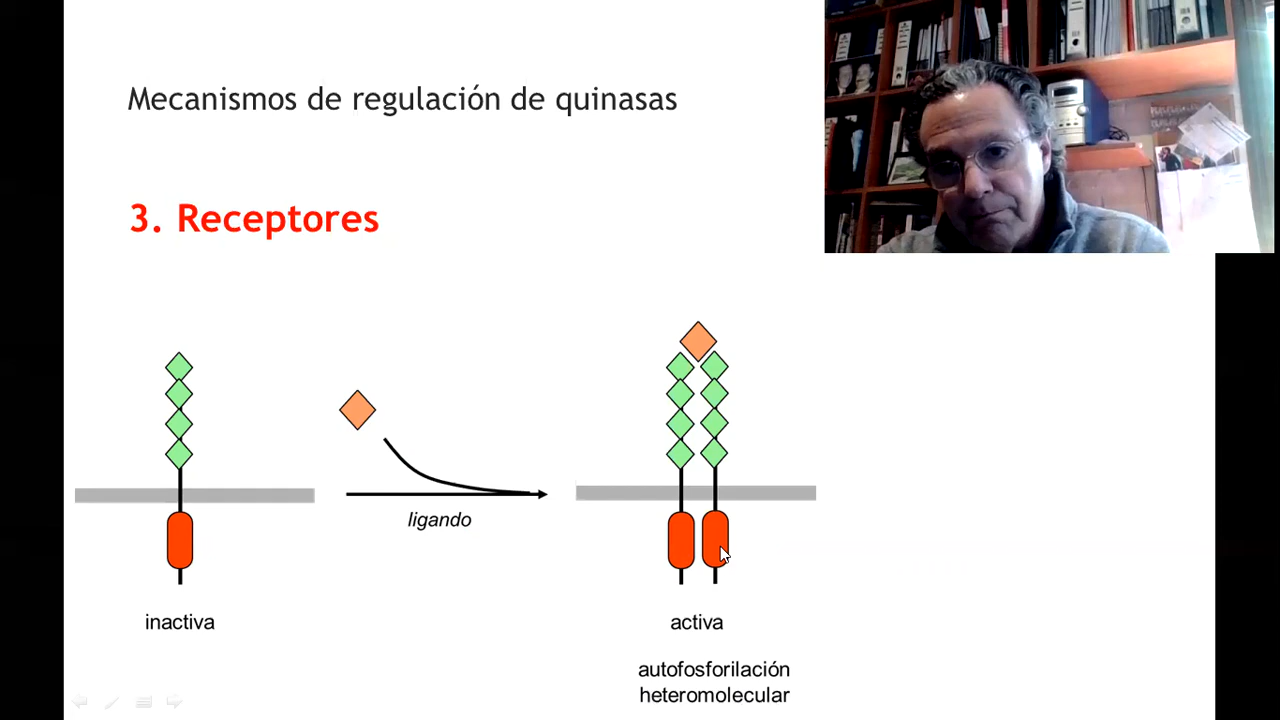 Mecanismos de regulación de quinasas
3. Receptores
ligando
inactiva
activa
autofosforilación
heteromolecular